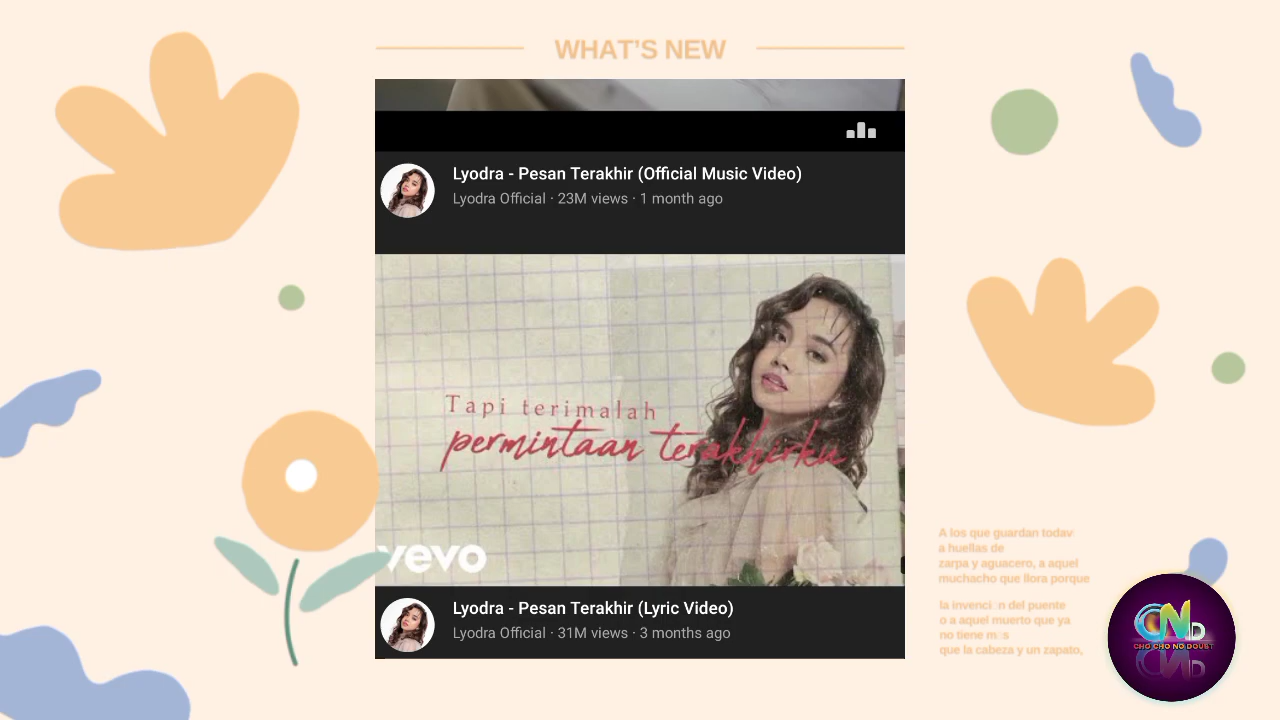 WHAT'S NEW
Lyodra - Pesan Terakhir (Official Music Video)
Lyodra Official · 23M views · 1 month ago
Tapi terimalah
permintaan terakhirku
vevo
Lyodra - Pesan Terakhir (Lyric Video)
Lyodra Official · 31M views · 3 months ago
A los que guardan todav
a huellas de
zarpa y aguacero, a aquel
muchacho que llora porque
la invenci n del puente
o a aquel muerto que ya
no tiene m s
que la cabeza y un zapato,
CND
CHO CHO NO DOUBT